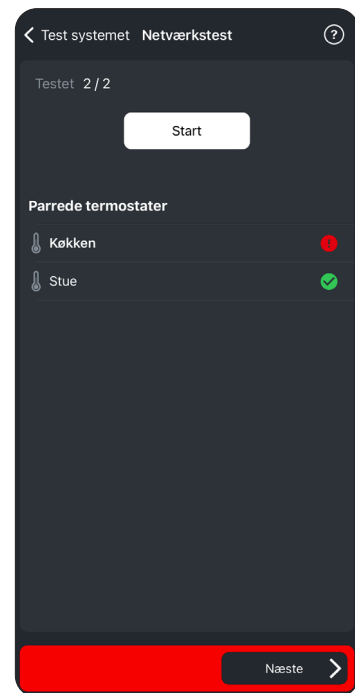 Test systemet Netværkstest ?
Testet 2 / 2
Start
Parrede termostater
Køkken
Stue
Næste